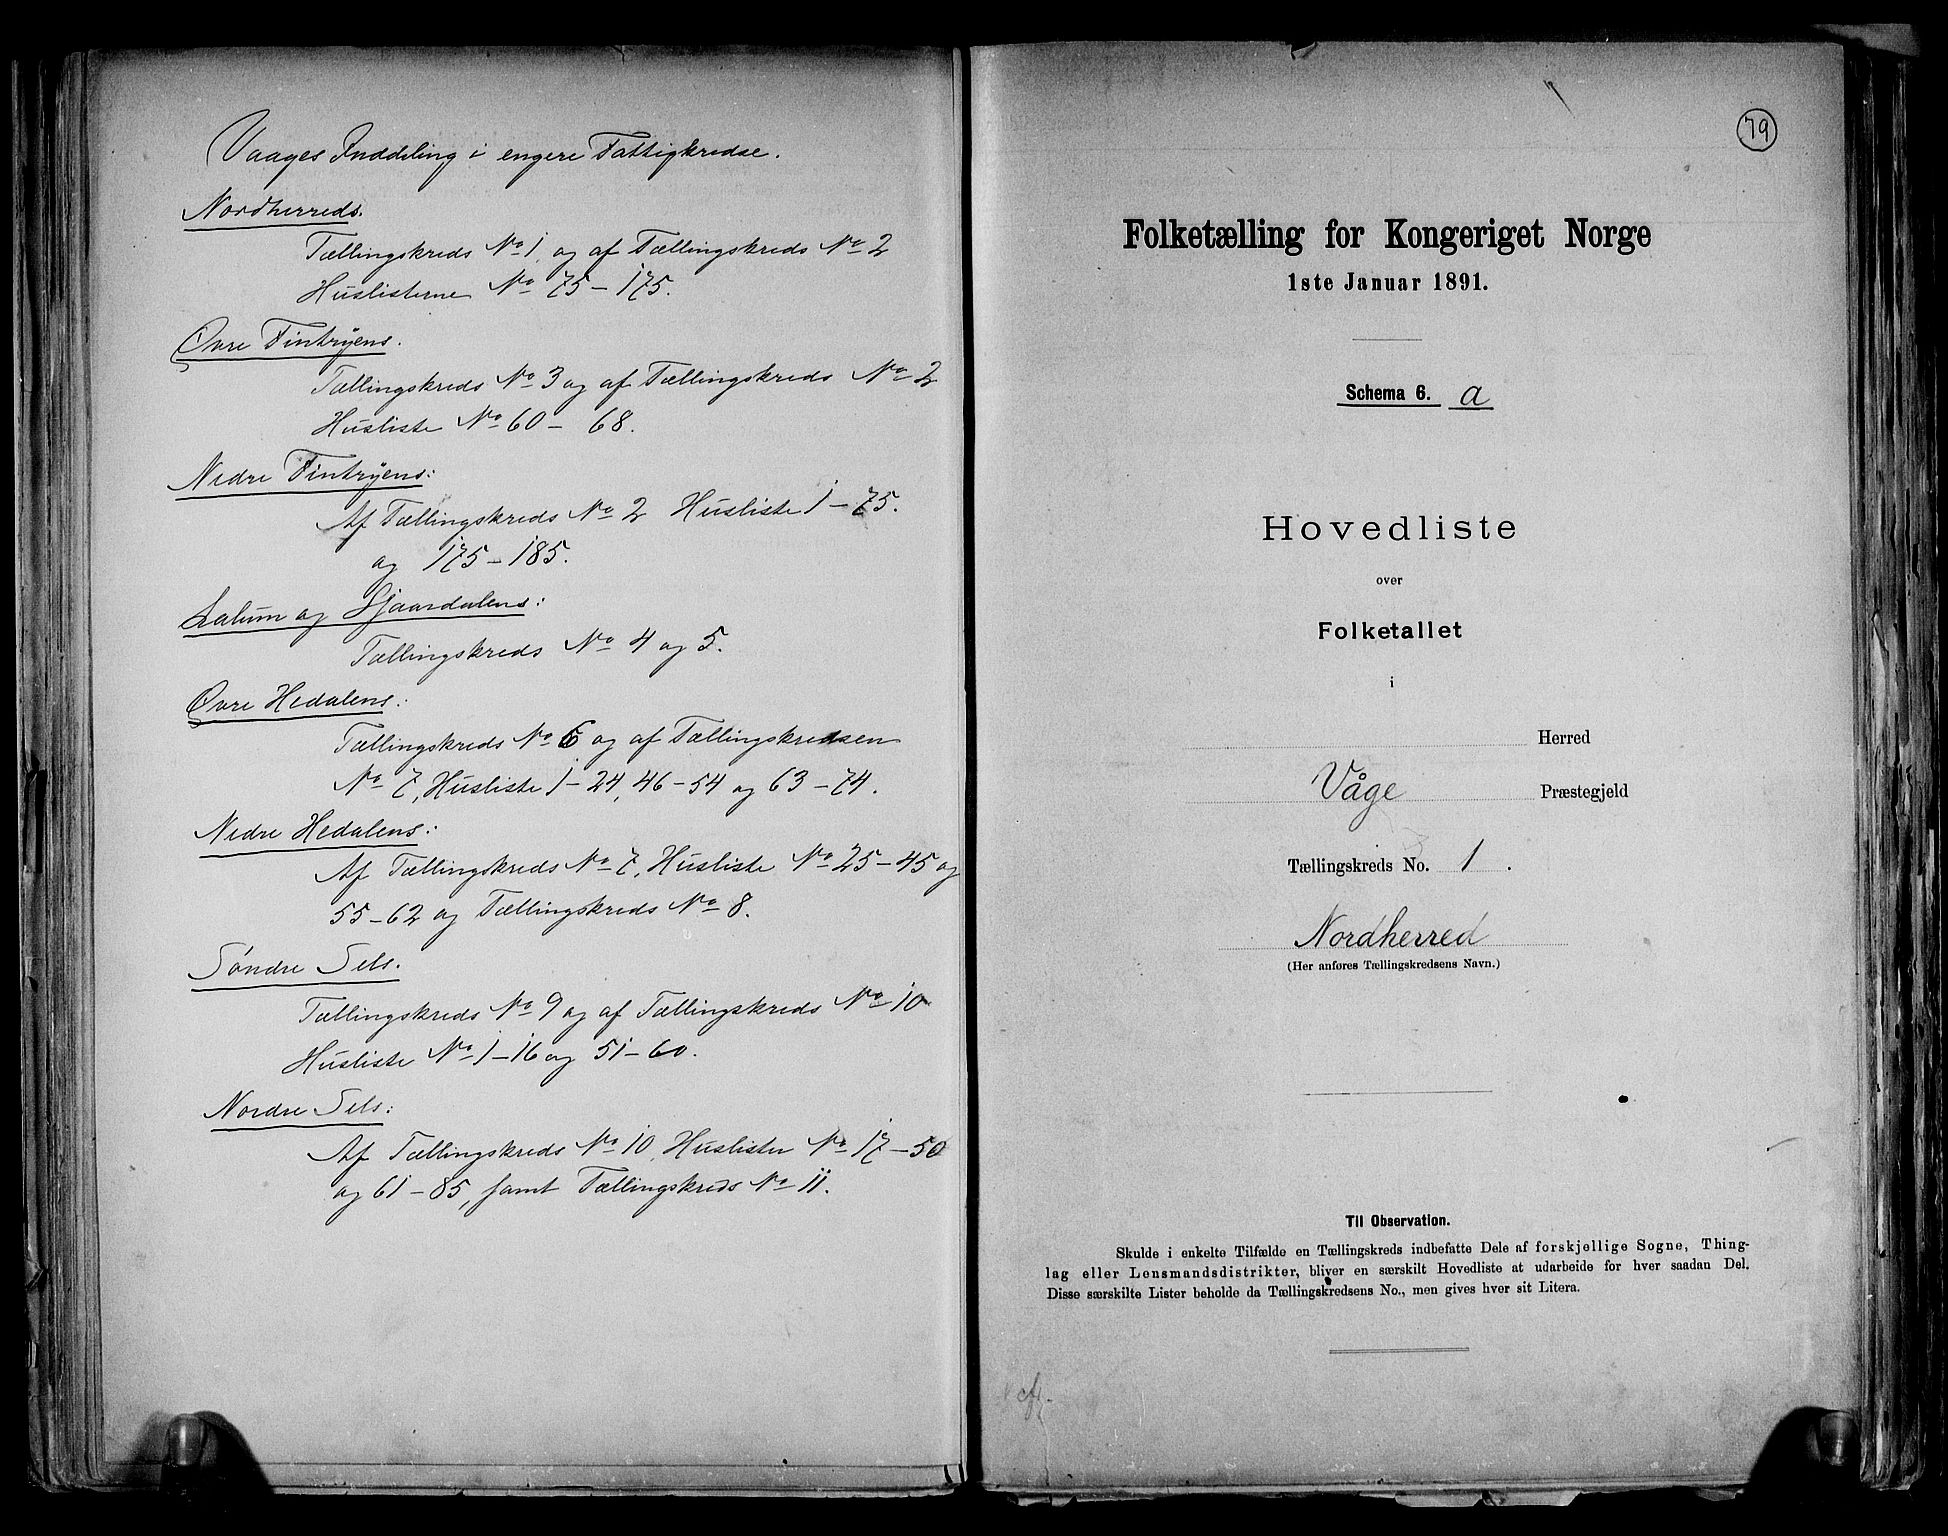 Vaages Inddeling i engere Fattigkredse.
Nordherreds.
Tællingskreds No 1, og af Tællingskreds No 2
Huslisterne No 75 - 175.
Øvre Tintryens.
Tællingskreds No 3 og af Tællingskreds No 2
Husliste No 60 - 68.
Nedre Tintryens:
Af Tællingskreds No 2 Husliste 1 - 75.
og 175 - 185.
Lalum og Sjaardalens:
Tællingskreds No 4 og 5.
Øvre Hedalens:
Tællingskreds No 6 og af Tællingskredsen
No 7, Husliste 1 - 24, 46 - 54 og 63 - 74.
Nedre Hedalens:
Af Tællingskreds No 7, Husliste No 25 - 45 og
55 - 62 og Tællingskreds No 8.
Søndre Sels.
Tællingskreds No 9 og af Tællingskreds No 10
Husliste No 1 - 16 og 51 - 60.
Nordre Sels:
Af Tællingskreds No 10, Huslister No 17 - 50
og 61 - 85, samt Tællingskreds No 11.
79
Folketælling for Kongeriget Norge
1ste Januar 1891.
Schema 6. a
Hovedliste
over
Folketallet
i
Herred
Våge Præstegjeld
Tællingskreds No. 1.
Nordherred
(Her anføres Tællingskredsens Navn.)
Til Observation.
Skulde i enkelte Tilfælde en Tællingskreds indbefatte Dele af forskjellige Sogne, Thing-
lag eller Lensmandsdistrikter, bliver en særskilt Hovedliste at udarbeide for hver saadan Del.
Disse særskilte Lister beholde da Tællingskredsens No., men gives hver sit Litera.